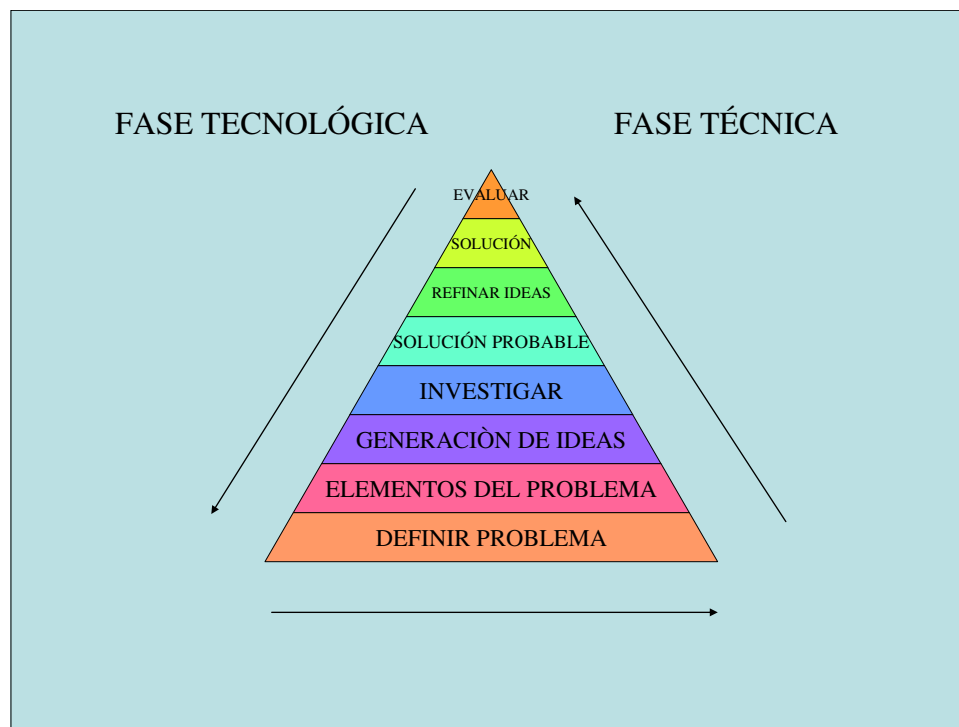 FASE TECNOLÓGICA
FASE TÉCNICA
EVALUAR
SOLUCIÓN
REFINAR IDEAS
SOLUCIÓN PROBABLE
INVESTIGAR
GENERACIÒN DE IDEAS
ELEMENTOS DEL PROBLEMA
DEFINIR PROBLEMA